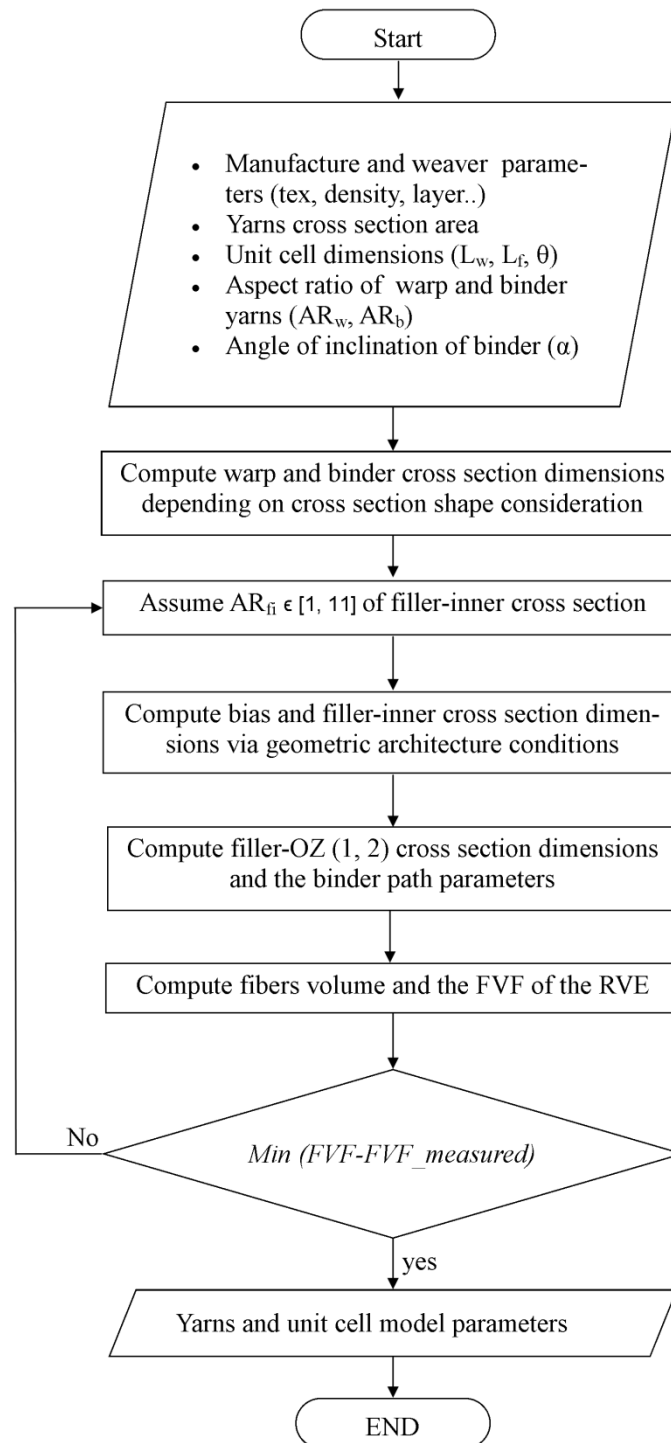 Start
• Manufacture and weaver parame-
ters (tex, density, layer..)
• Yarns cross section area
• Unit cell dimensions (Lw, Lf, θ)
• Aspect ratio of warp and binder
yarns (ARw, ARb)
• Angle of inclination of binder (α)
Compute warp and binder cross section dimensions
depending on cross section shape consideration
Assume ARfi ϵ [1, 11] of filler-inner cross section
Compute bias and filler-inner cross section dimen-
sions via geometric architecture conditions
Compute filler-OZ (1, 2) cross section dimensions
and the binder path parameters
Compute fibers volume and the FVF of the RVE
No
Min (FVF-FVF_measured)
yes
Yarns and unit cell model parameters
END